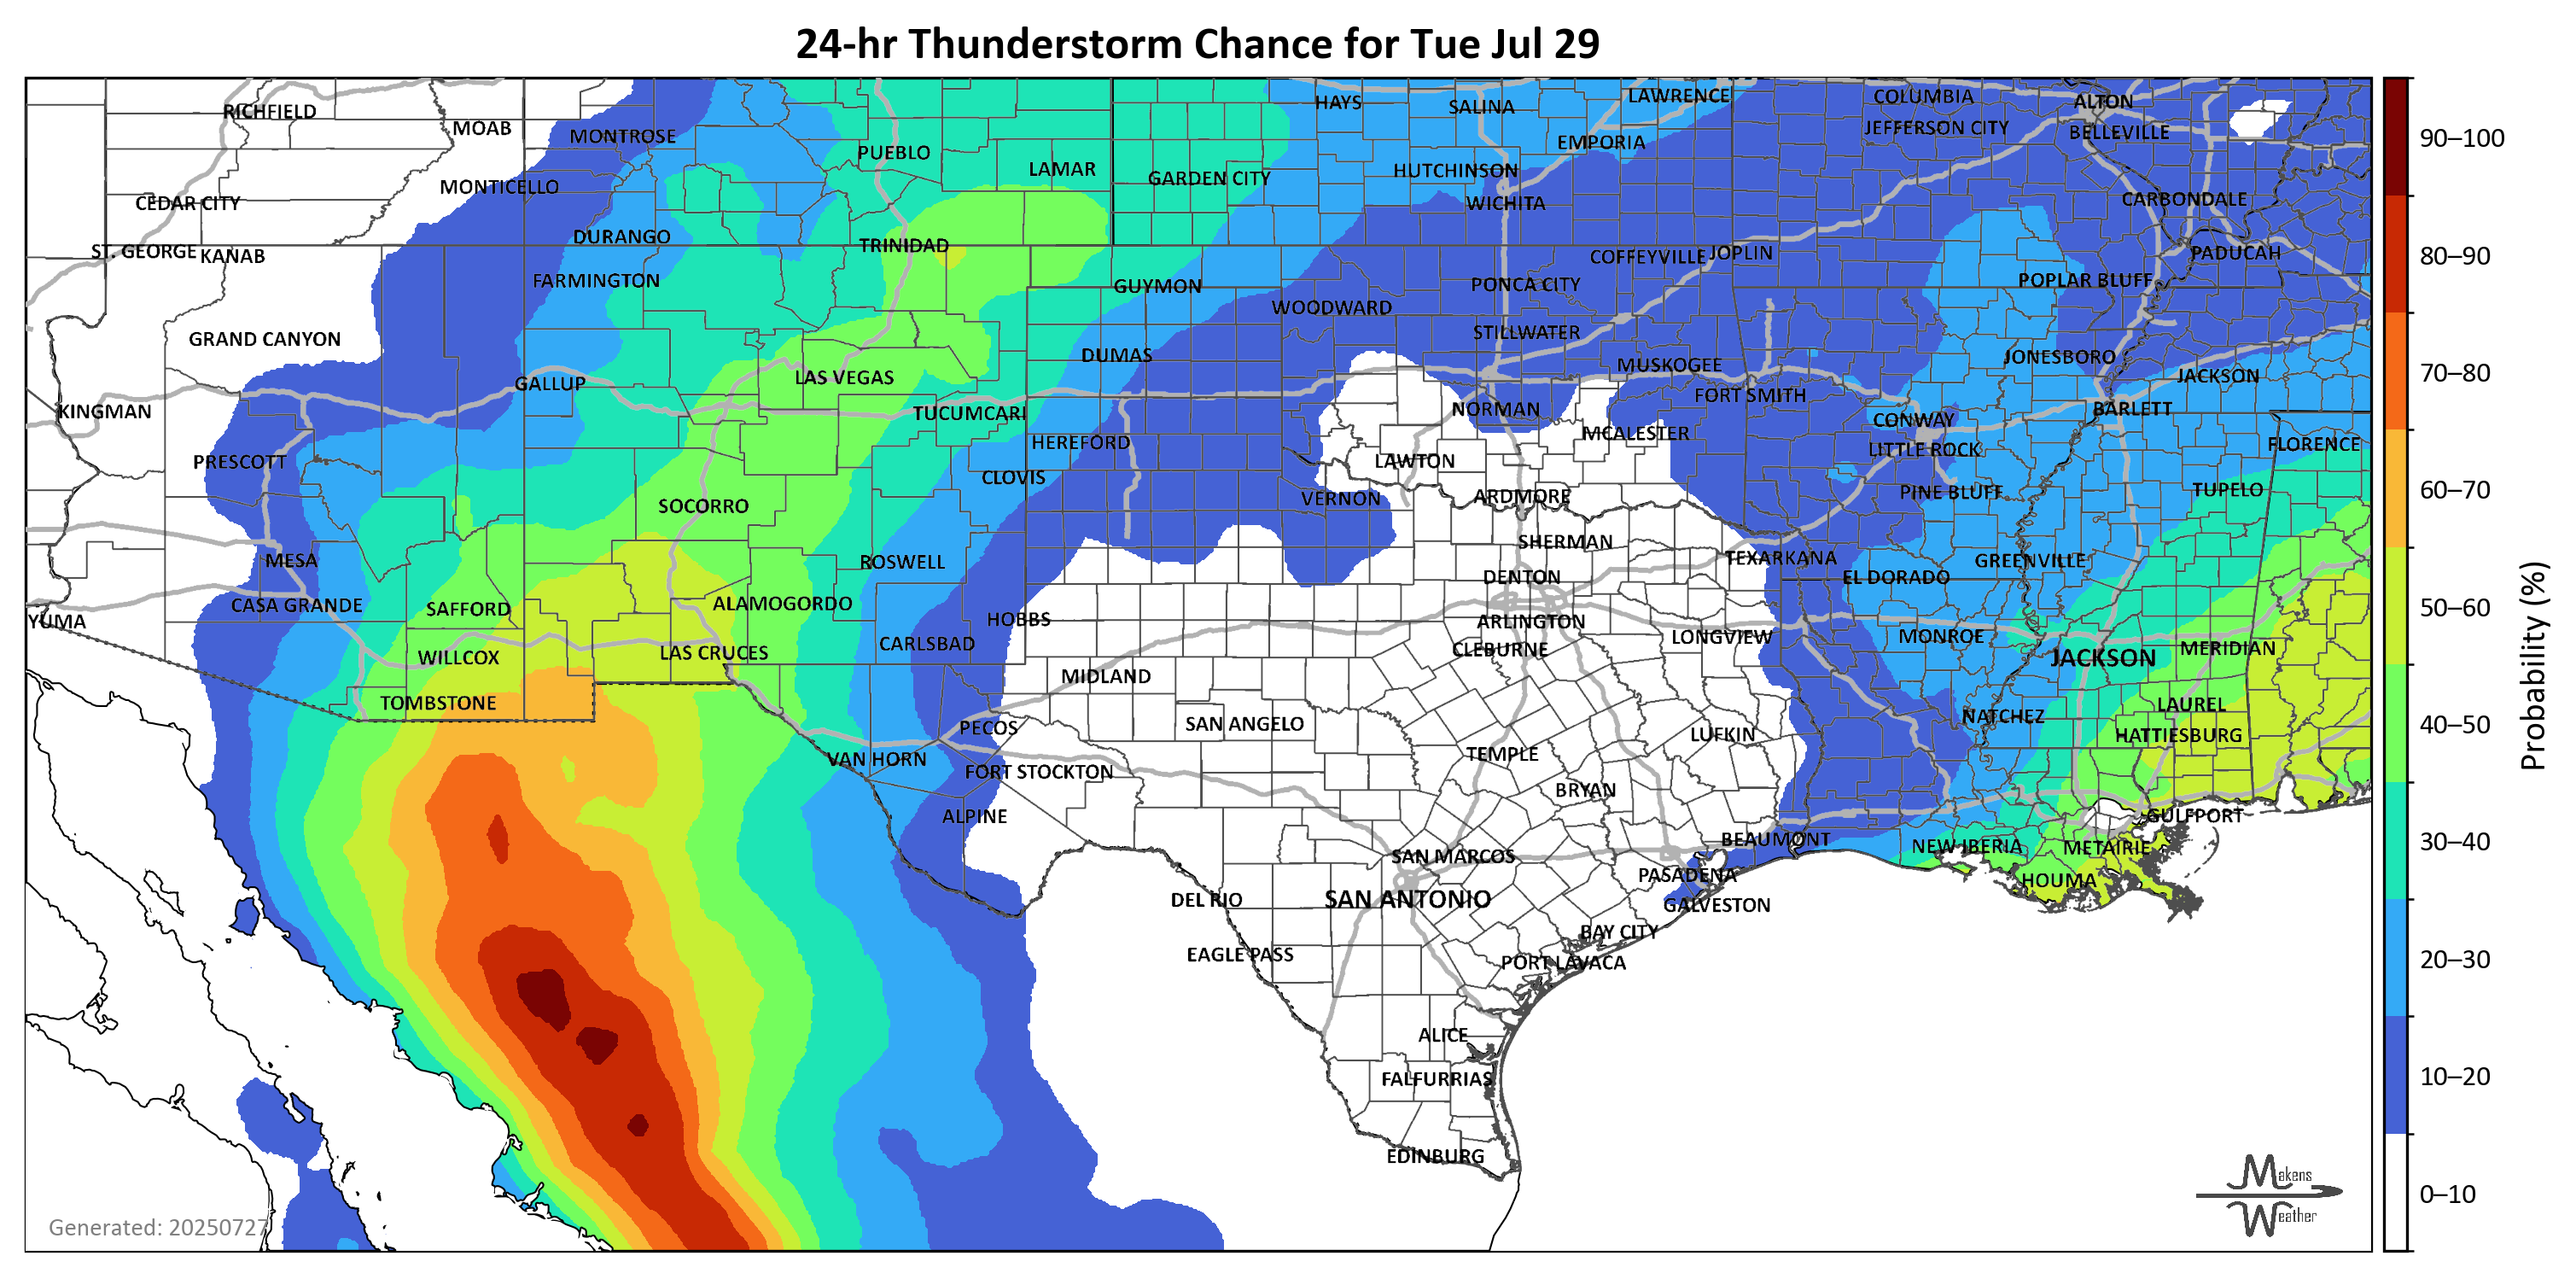 24-hr Thunderstorm Chance for Tue Jul 29
RICHFIELD
MOAB
MONTROSE
PUEBLO
LAMAR
GARDEN CITY
HAYS
SALINA
LAWRENCE
EMPORIA
HUTCHINSON
WICHITA
COLUMBIA
JEFFERSON CITY
ALTON
BELLEVILLE
CARBONDALE
PADUCAH
MONTICELLO
CEDAR CITY
ST. GEORGE
KANAB
DURANGO
TRINIDAD
FARMINGTON
GUYMON
WOODWARD
PONCA CITY
COFFEYVILLE
JOPLIN
POPLAR BLUFF
STILLWATER
GRAND CANYON
DUMAS
MUSKOGEE
JONESBORO
JACKSON
LAS VEGAS
GALLUP
KINGMAN
TUCUMCARI
NORMAN
FORT SMITH
BARLETT
CONWAY
HEREFORD
MCALESTER
LITTLE ROCK
FLORENCE
PRESCOTT
CLOVIS
LAWTON
VERNON
ARDMORE
PINE BLUFF
TUPELO
SOCORRO
MESA
ROSWELL
SHERMAN
TEXARKANA
GREENVILLE
DENTON
EL DORADO
CASA GRANDE
SAFFORD
ALAMOGORDO
YUMA
HOBBS
ARLINGTON
LONGVIEW
MONROE
CARLSBAD
CLEBURNE
WILLCOX
LAS CRUCES
JACKSON
MERIDIAN
MIDLAND
TOMBSTONE
LAUREL
NATCHEZ
PECOS
SAN ANGELO
LUFKIN
HATTIESBURG
VAN HORN
TEMPLE
FORT STOCKTON
BRYAN
ALPINE
GULFPORT
BEAUMONT
NEW IBERIA
METAIRIE
SAN MARCOS
PASADENA
HOUMA
DEL RIO
SAN ANTONIO
GALVESTON
BAY CITY
EAGLE PASS
PORT LAVACA
ALICE
FALFURRIAS
EDINBURG
Generated: 20250727
Makens
Weather
90–100
80–90
70–80
60–70
50–60
40–50
30–40
20–30
10–20
0–10
Probability (%)